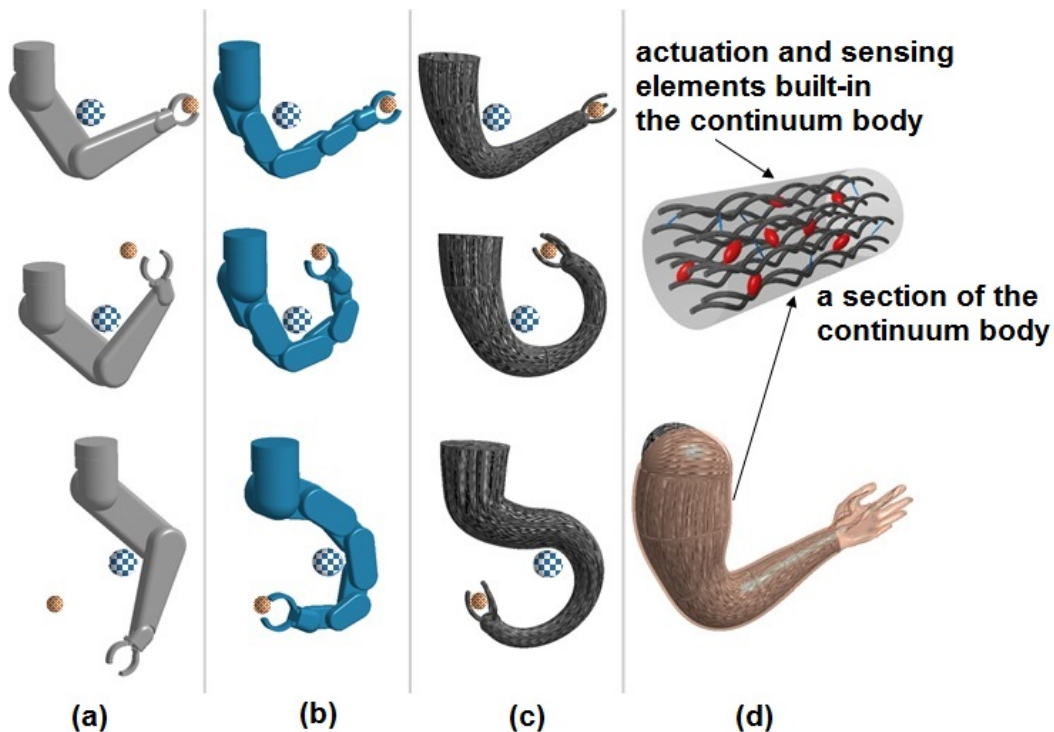 actuation and sensing
elements built-in
the continuum body
a section of the
continuum body
(a)
(b)
(c)
(d)